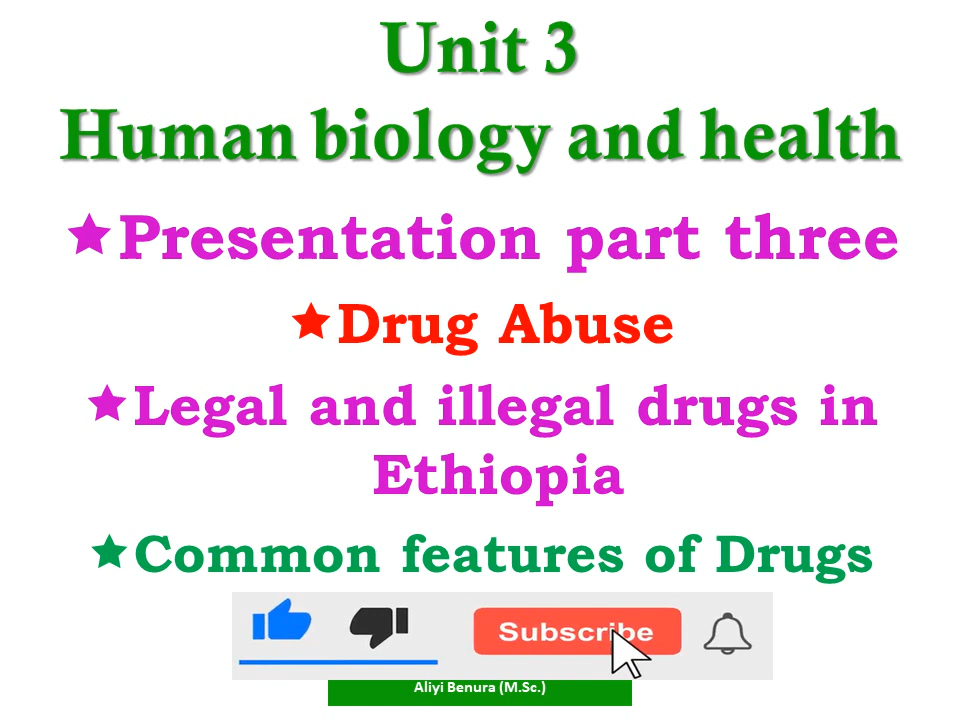 Unit 3
Human biology and health
★Presentation part three
★Drug Abuse
★Legal and illegal drugs in
Ethiopia
★Common features of Drugs
Subscribe
Aliyi Benura (M.Sc.)